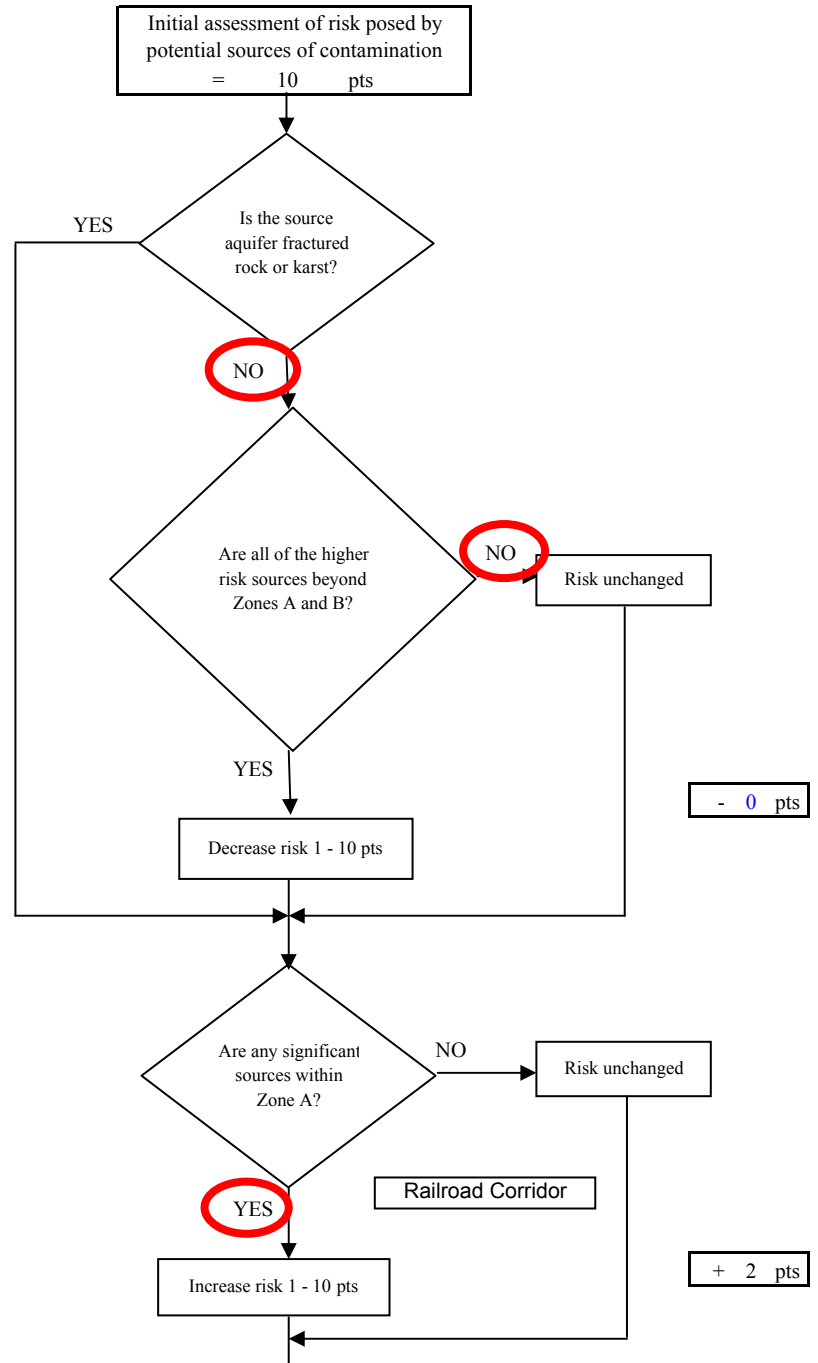 Initial assessment of risk posed by
potential sources of contamination
= 10 pts
YES
Is the source
aquifer fractured
rock or karst?
NO
Are all of the higher
risk sources beyond
Zones A and B?
NO
Risk unchanged
YES
- 0 pts
Decrease risk 1 - 10 pts
Are any significant
sources within
Zone A?
NO
Risk unchanged
YES
Railroad Corridor
Increase risk 1 - 10 pts
+ 2 pts